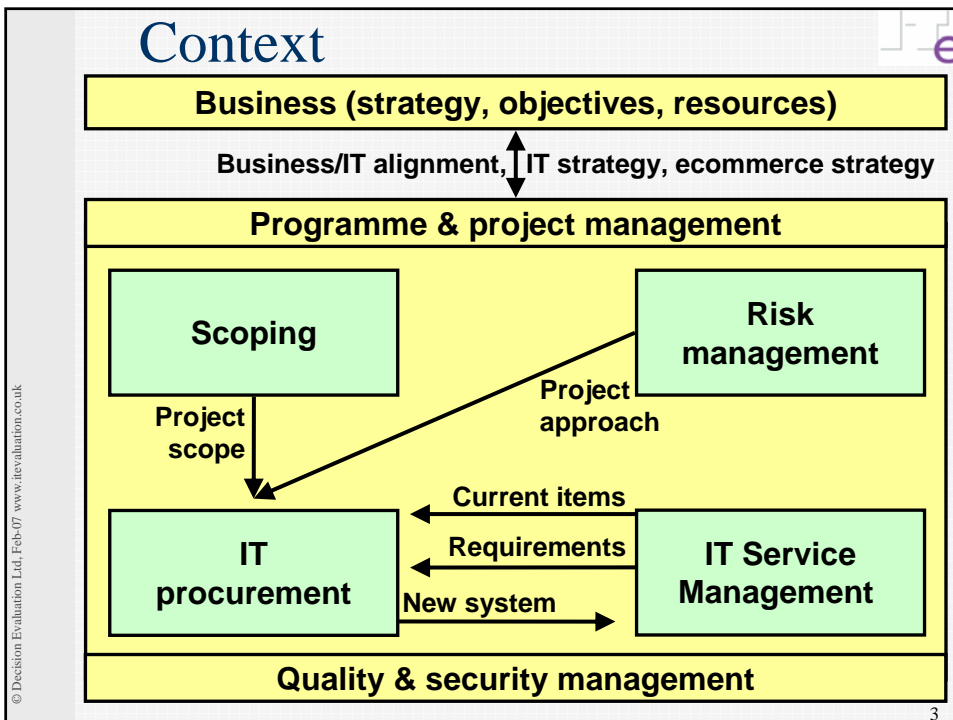 Context
Business (strategy, objectives, resources)
Business/IT alignment, IT strategy, ecommerce strategy
Programme & project management
Scoping
Risk
management
Project
scope
Project
approach
Current items
Requirements
New system
IT
procurement
IT Service
Management
Quality & security management
© Decision Evaluation Ltd, Feb-07 www.itevaluation.co.uk
3